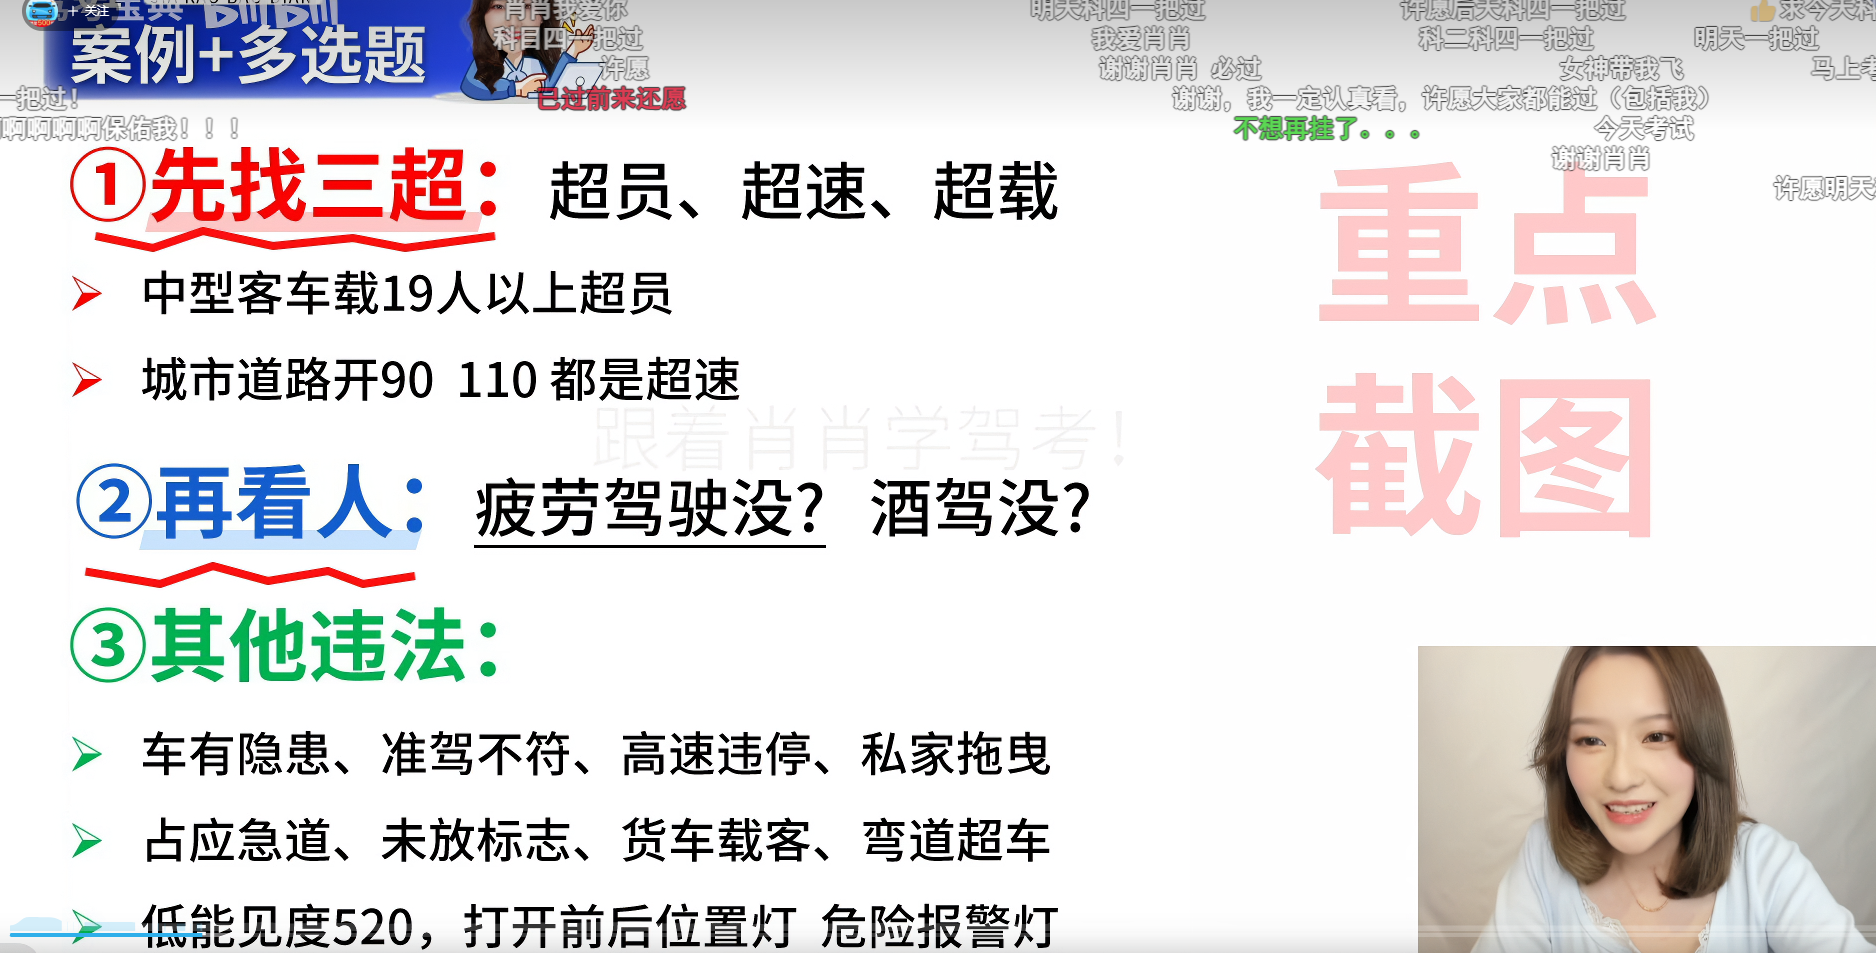 + 关注
宝典
BiliBili
案例+多选题
肖肖我爱你
明天科四一把过
许愿后天科四一把过
求今天科
科目四一把过
我爱肖肖
科二科四一把过
明天一把过
许愿
谢谢肖肖 必过
女神带我飞
马上考
一把过！
已过前来还愿
谢谢，我一定认真看，许愿大家都能过（包括我）
啊啊啊啊保佑我！！！
不想再挂了。。。
今天考试
谢谢肖肖
许愿明天
①先找三超：超员、超速、超载
重点
截图
➢ 中型客车载19人以上超员
➢ 城市道路开90 110 都是超速
跟着肖肖学驾考！
②再看人：疲劳驾驶没? 酒驾没?
③其他违法：
➢ 车有隐患、准驾不符、高速违停、私家拖曳
➢ 占应急道、未放标志、货车载客、弯道超车
➢ 低能见度520，打开前后位置灯 危险报警灯